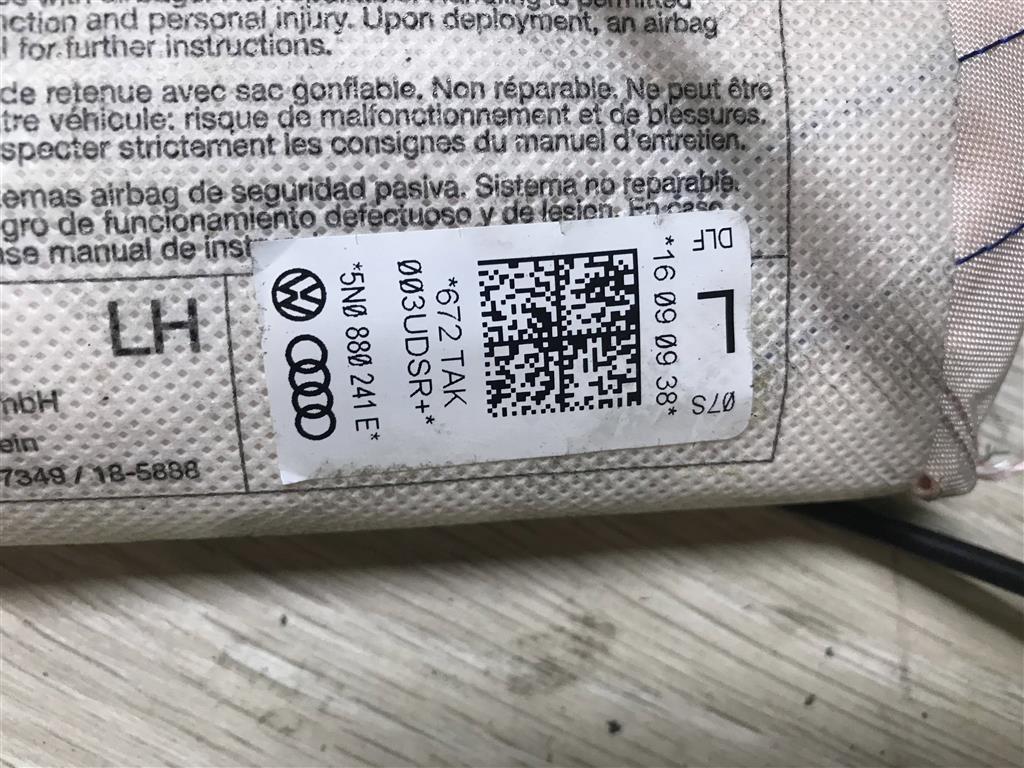 ction and personal injury. Upon deployment, an airbag
l for further instructions.
de retenue avec sac gonflable. Non réparable. Ne peut être
tre véhicule: risque de malfonctionnement et de blessures.
specter strictement les consignes du manuel d'entretien.
temas airbag de seguridad pasiva. Sistema no reparable.
gro de funcionamiento defectuoso y de lesion. En caso
ase manual de inst
LH
mbH
ein
7349 / 18-5888
*16 09 09 38*
DLF
L
07S
*672 TAK
003UDSR+*
*5N0 880 241 E*